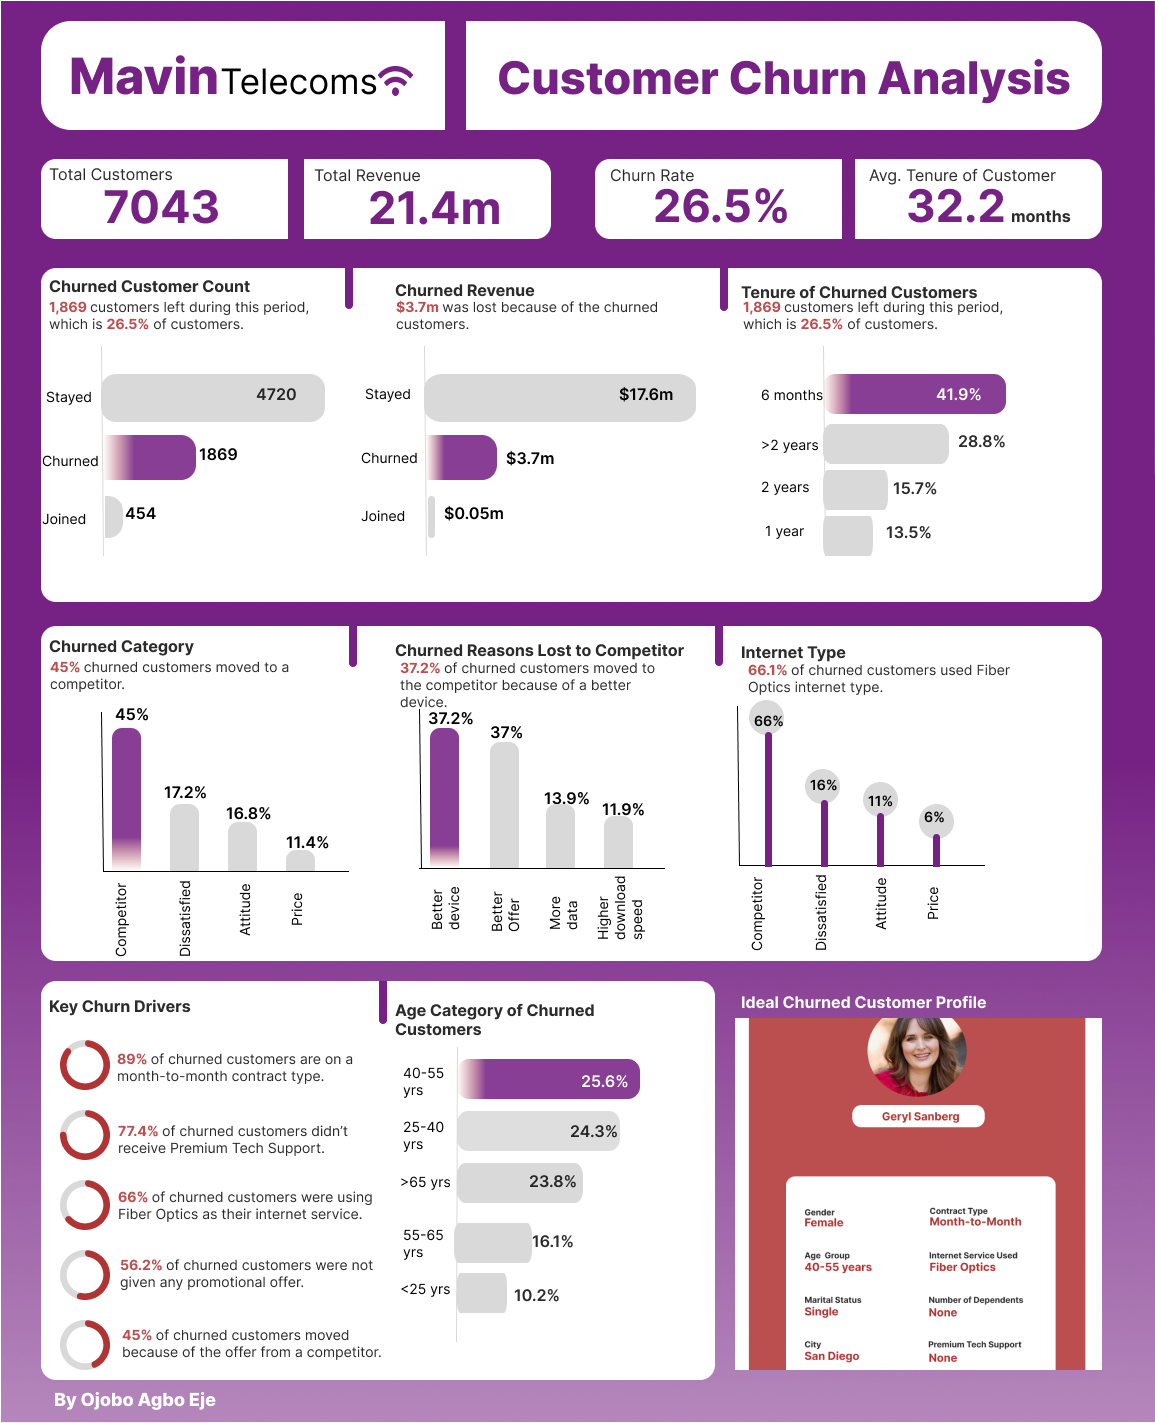 MavinTelecoms
Customer Churn Analysis
Total Customers
7043
Total Revenue
21.4m
Churn Rate
26.5%
Avg. Tenure of Customer
32.2 months
Churned Customer Count
1,869 customers left during this period,
which is 26.5% of customers.
Stayed
4720
Churned
1869
Joined
454
Churned Revenue
$3.7m was lost because of the churned
customers.
Stayed
$17.6m
Churned
$3.7m
Joined
$0.05m
Tenure of Churned Customers
1,869 customers left during this period,
which is 26.5% of customers.
6 months
41.9%
>2 years
28.8%
2 years
15.7%
1 year
13.5%
Churned Category
45% churned customers moved to a
competitor.
45%
17.2%
16.8%
11.4%
Competitor
Dissatisfied
Attitude
Price
Churned Reasons Lost to Competitor
37.2% of churned customers moved to
the competitor because of a better
device.
37.2%
37%
13.9%
11.9%
Better
device
Better
Offer
More
data
Higher
download
speed
Internet Type
66.1% of churned customers used Fiber
Optics internet type.
66%
16%
11%
6%
Competitor
Dissatisfied
Attitude
Price
Key Churn Drivers
89% of churned customers are on a
month-to-month contract type.
77.4% of churned customers didn't
receive Premium Tech Support.
66% of churned customers were using
Fiber Optics as their internet service.
56.2% of churned customers were not
given any promotional offer.
45% of churned customers moved
because of the offer from a competitor.
Age Category of Churned
Customers
40-55
yrs
25.6%
25-40
yrs
24.3%
>65 yrs
23.8%
55-65
yrs
16.1%
<25 yrs
10.2%
Ideal Churned Customer Profile
Geryl Sanberg
Gender
Female
Contract Type
Month-to-Month
Age Group
40-55 years
Internet Service Used
Fiber Optics
Marital Status
Single
Number of Dependents
None
City
San Diego
Premium Tech Support
None
By Ojobo Agbo Eje